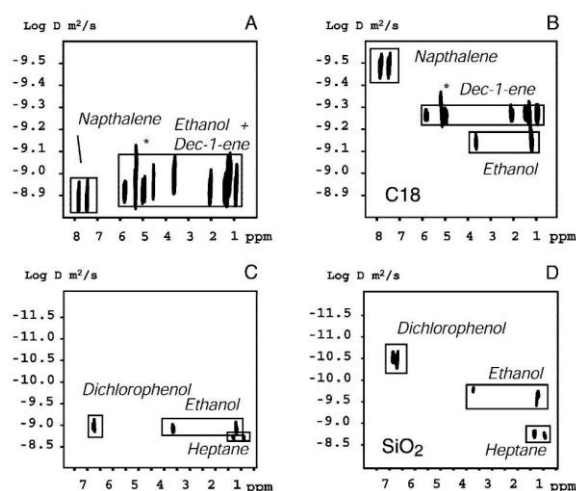 Log D m²/s A
-9.5
-9.4
-9.3
-9.2
-9.1
-9.0
-8.9
Napthalene
* Ethanol +
Dec-1-ene
8 7 6 5 4 3 2 1 ppm
Log D m²/s B
-9.5
-9.4
-9.3
-9.2
-9.1
-9.0
-8.9
Napthalene
* Dec-1-ene
Ethanol
C18
8 7 6 5 4 3 2 1 ppm
Log D m²/s C
-11.5
-11.0
-10.5
-10.0
-9.5
-9.0
-8.5
Dichlorophenol Ethanol
Heptane
7 6 5 4 3 2 1 ppm
Log D m²/s D
-11.5
-11.0
-10.5
-10.0
-9.5
-9.0
-8.5
Dichlorophenol
Ethanol
Heptane
SiO₂
7 6 5 4 3 2 1 ppm